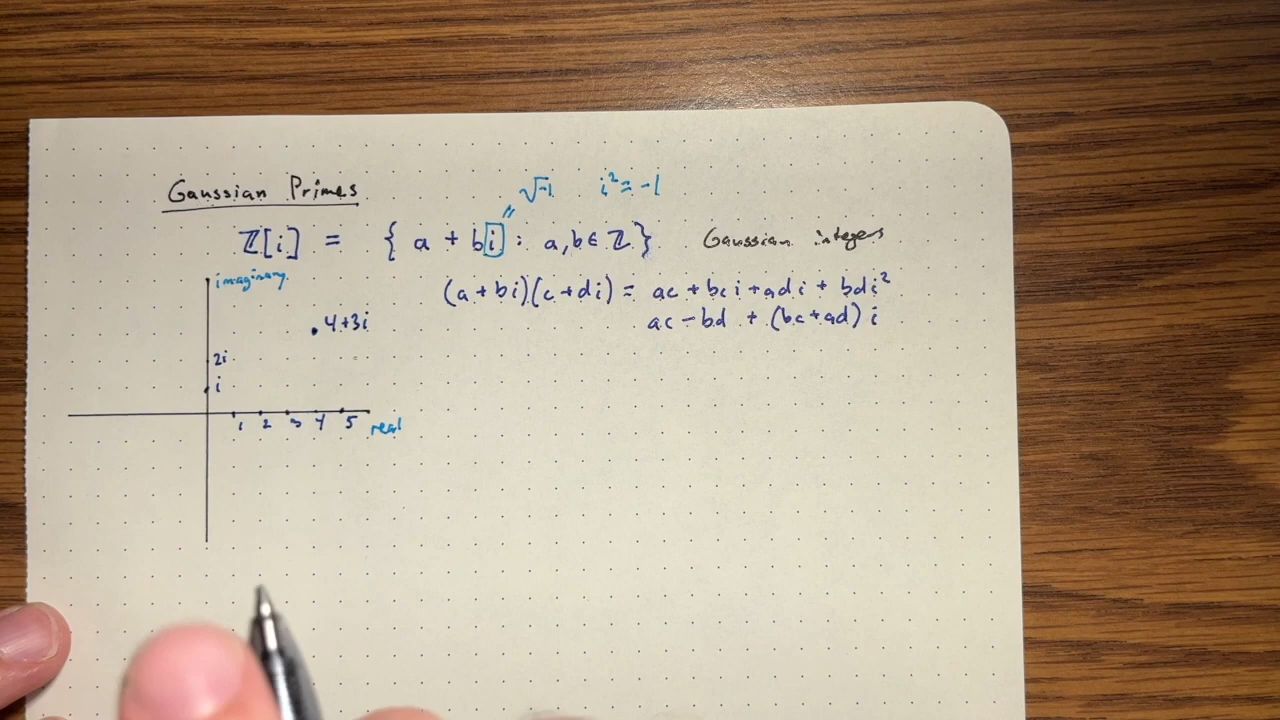 Gaussian Primes
√-1 i² = -1
ℤ[i] = { a + bi : a,b ∈ ℤ } Gaussian integers
imaginary
(a + bi)(c + di) = ac + bci + adi + bdi²
ac - bd + (bc + ad) i
4+3i
2i
i
1 2 3 4 5 real